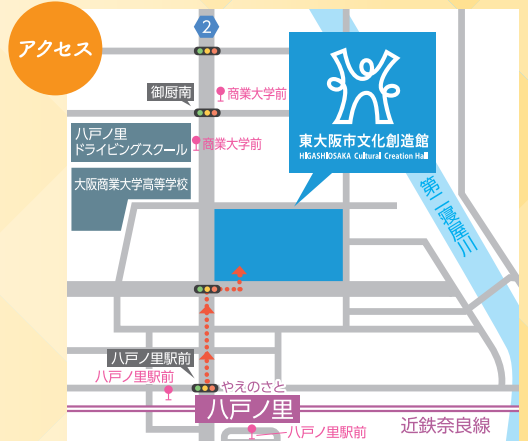 アクセス
2
御厨南
商業大学前
八戸ノ里
ドライビングスクール
商業大学前
大阪商業大学高等学校
東大阪市文化創造館
HIGASHIOSAKA Cultural Creation Hall
第二寝屋川
八戸ノ里駅前
八戸ノ里駅前
やえのさと
八戸ノ里
八戸ノ里駅前
近鉄奈良線